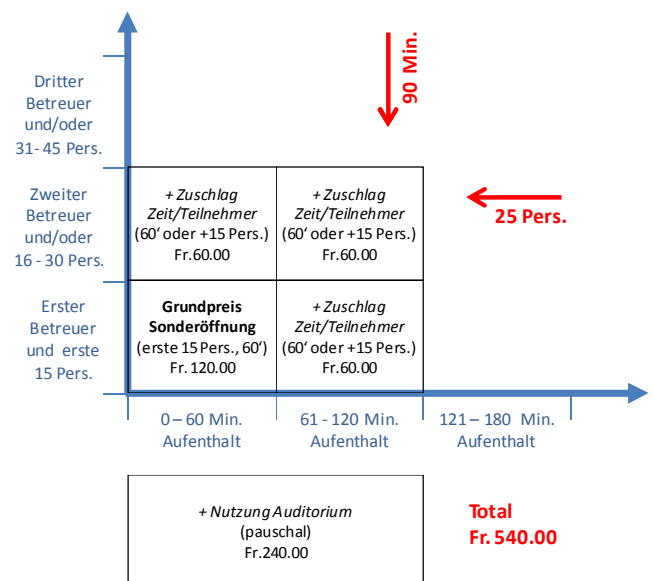 90 Min.
Dritter
Betreuer
und/oder
31- 45 Pers.
Zweiter
Betreuer
und/oder
16 - 30 Pers.
+ Zuschlag
Zeit/Teilnehmer
(60‘ oder +15 Pers.)
Fr.60.00
+ Zuschlag
Zeit/Teilnehmer
(60‘ oder +15 Pers.)
Fr.60.00
25 Pers.
Erster
Betreuer
und erste
15 Pers.
Grundpreis
Sonderöffnung
(erste 15 Pers., 60‘)
Fr. 120.00
+ Zuschlag
Zeit/Teilnehmer
(60‘ oder +15 Pers.)
Fr.60.00
0 – 60 Min.
Aufenthalt
61 - 120 Min.
Aufenthalt
121 – 180 Min.
Aufenthalt
+ Nutzung Auditorium
(pauschal)
Fr.240.00
Total
Fr. 540.00